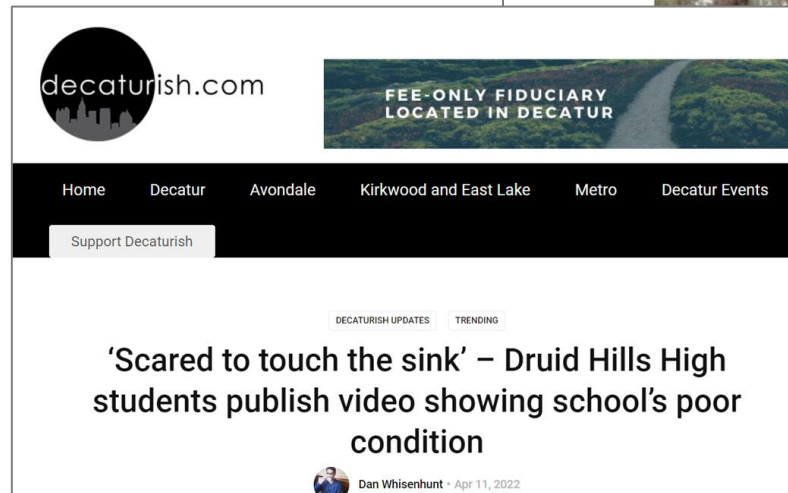 decaturish.com
FEE-ONLY FIDUCIARY
LOCATED IN DECATUR
Home Decatur Avondale Kirkwood and East Lake Metro Decatur Events
Support Decaturish
DECATURISH UPDATES TRENDING
‘Scared to touch the sink’ – Druid Hills High
students publish video showing school’s poor
condition
Dan Whisenhunt • Apr 11, 2022